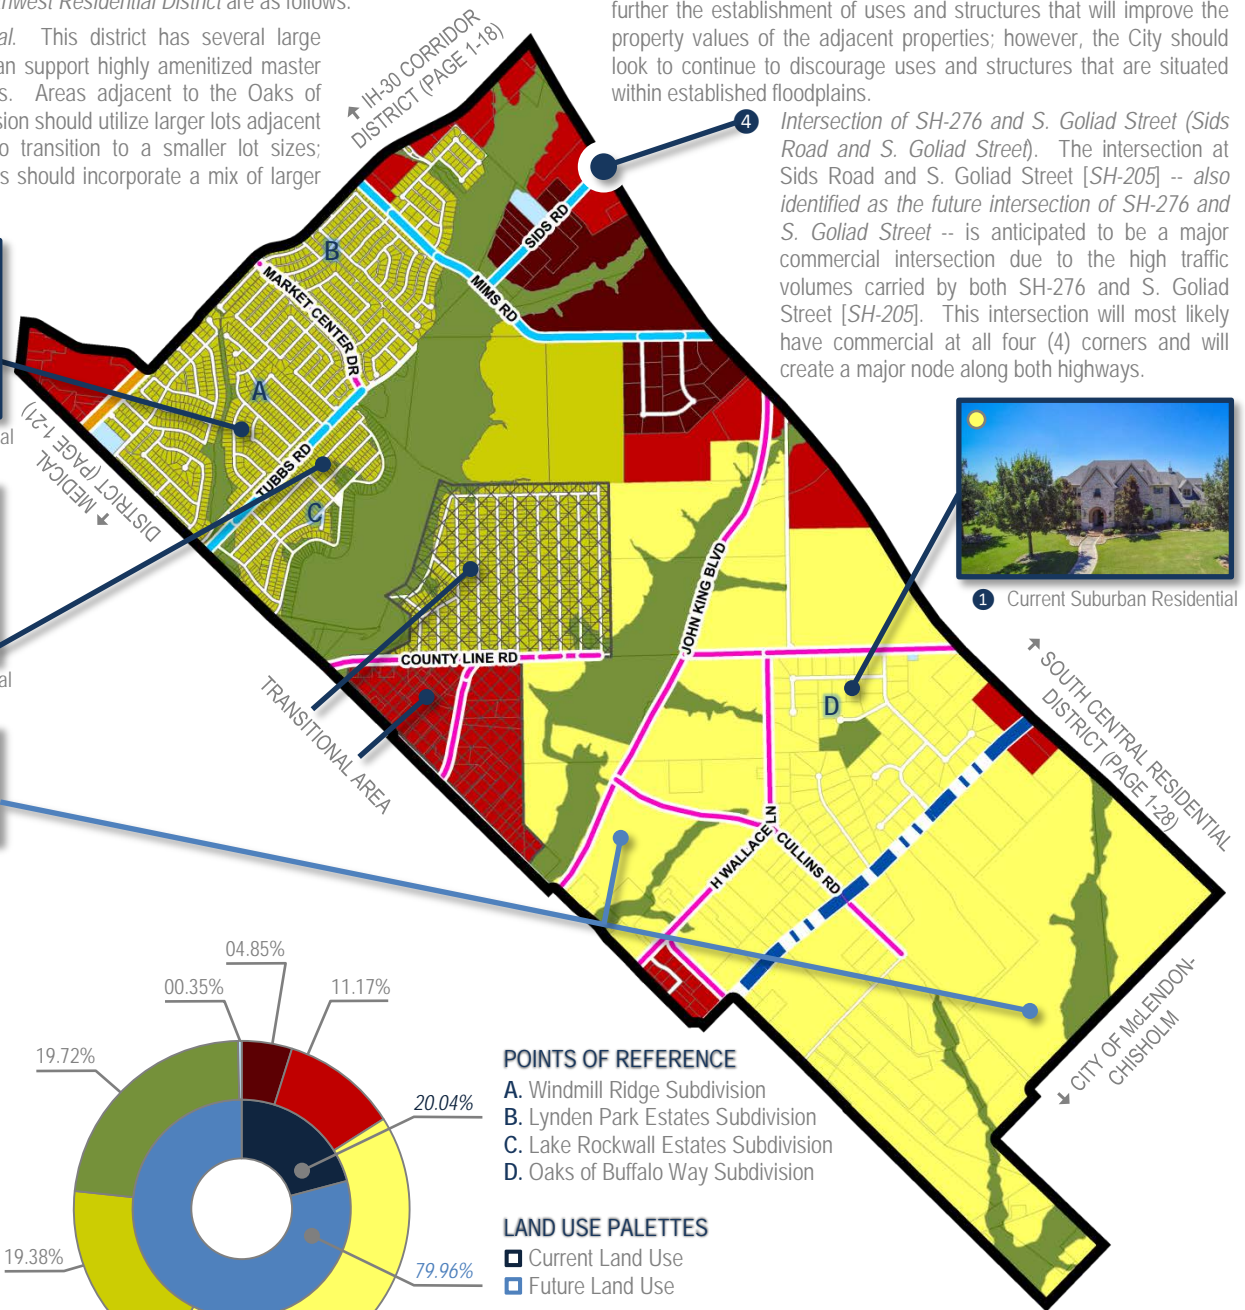 nwest Residential District are as follows.
al. This district has several large
an support highly amenitized master
s. Areas adjacent to the Oaks of
sion should utilize larger lots adjacent
o transition to a smaller lot sizes;
s should incorporate a mix of larger
further the establishment of uses and structures that will improve the
property values of the adjacent properties; however, the City should
look to continue to discourage uses and structures that are situated
within established floodplains.
4
Intersection of SH-276 and S. Goliad Street (Sids
Road and S. Goliad Street). The intersection at
Sids Road and S. Goliad Street [SH-205] -- also
identified as the future intersection of SH-276 and
S. Goliad Street -- is anticipated to be a major
commercial intersection due to the high traffic
volumes carried by both SH-276 and S. Goliad
Street [SH-205]. This intersection will most likely
have commercial at all four (4) corners and will
create a major node along both highways.
IH-30 CORRIDOR
DISTRICT (PAGE 1-18)
SIDS RD
MIMS RD
B
MARKET CENTER DR
A
TUBBS RD
C
MEDICAL
DISTRICT (PAGE 1-21)
al
al
COUNTY LINE RD
JOHN KING BLVD
TRANSITIONAL AREA
D
1 Current Suburban Residential
SOUTH CENTRAL RESIDENTIAL
DISTRICT (PAGE 1-28)
H WALLACE LN
CULLINS RD
CITY OF McLENDON-
CHISHOLM
04.85%
00.35%
11.17%
19.72%
20.04%
19.38%
79.96%
POINTS OF REFERENCE
A. Windmill Ridge Subdivision
B. Lynden Park Estates Subdivision
C. Lake Rockwall Estates Subdivision
D. Oaks of Buffalo Way Subdivision
LAND USE PALETTES
Current Land Use
Future Land Use